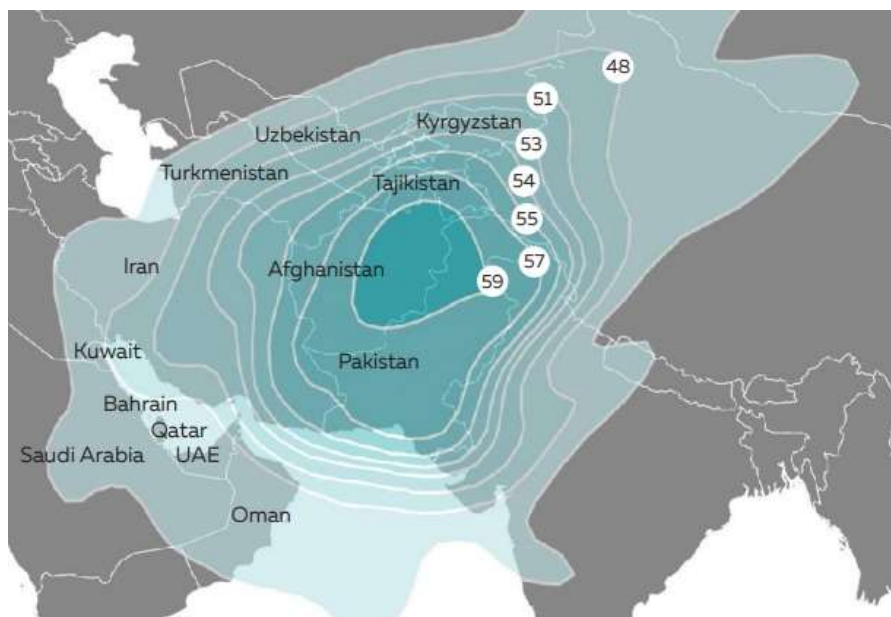 48
51
Uzbekistan
Kyrgyzstan
53
Turkmenistan
Tajikistan
54
55
Iran
Afghanistan
57
59
Kuwait
Pakistan
Bahrain
Qatar
Saudi Arabia
UAE
Oman